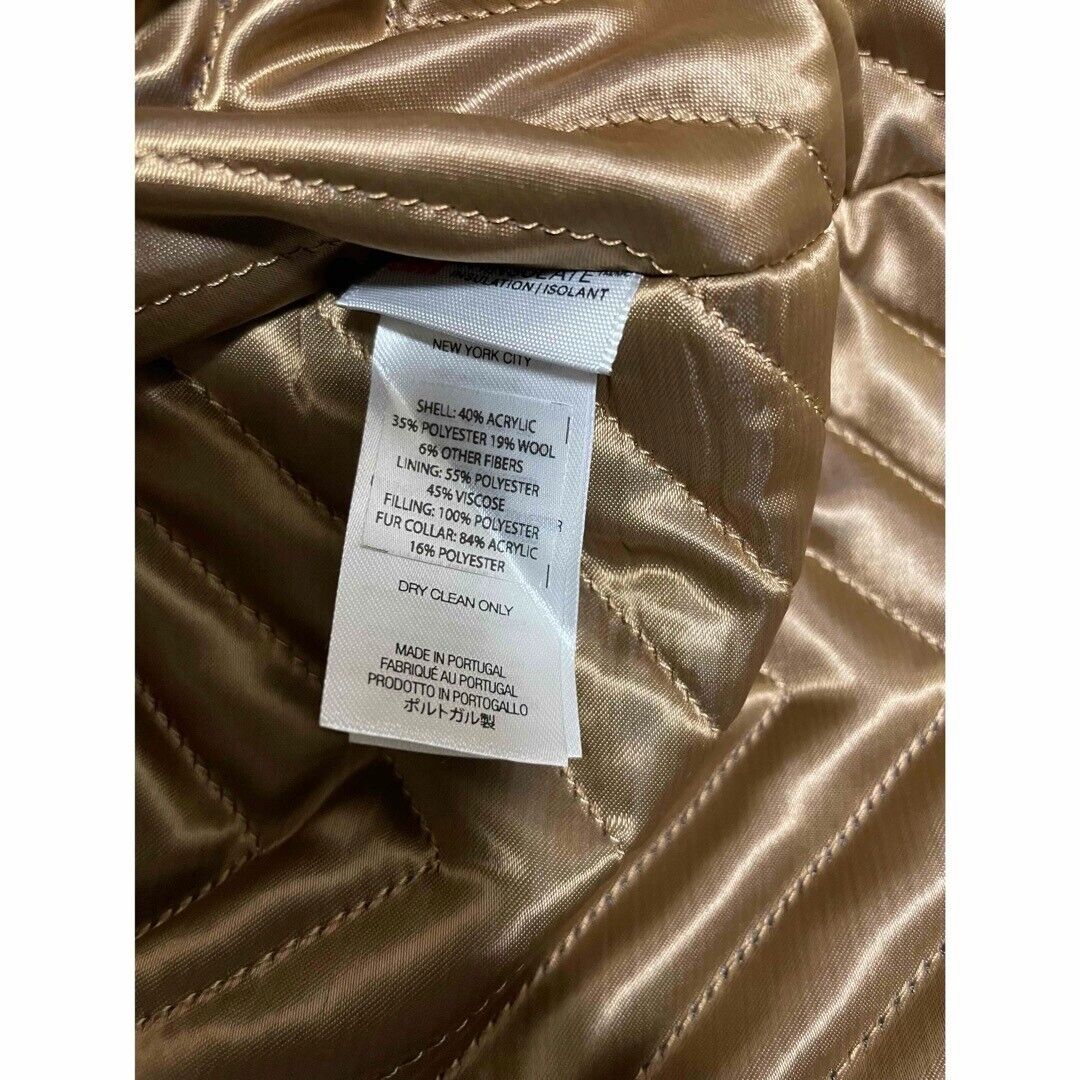 INSULATION / ISOLANT
NEW YORK CITY
SHELL: 40% ACRYLIC
35% POLYESTER 19% WOOL
6% OTHER FIBERS
LINING: 55% POLYESTER
45% VISCOSE
FILLING: 100% POLYESTER
FUR COLLAR: 84% ACRYLIC
16% POLYESTER
DRY CLEAN ONLY
MADE IN PORTUGAL
FABRIQUÉ AU PORTUGAL
PRODOTTO IN PORTOGALLO
ポルトガル製